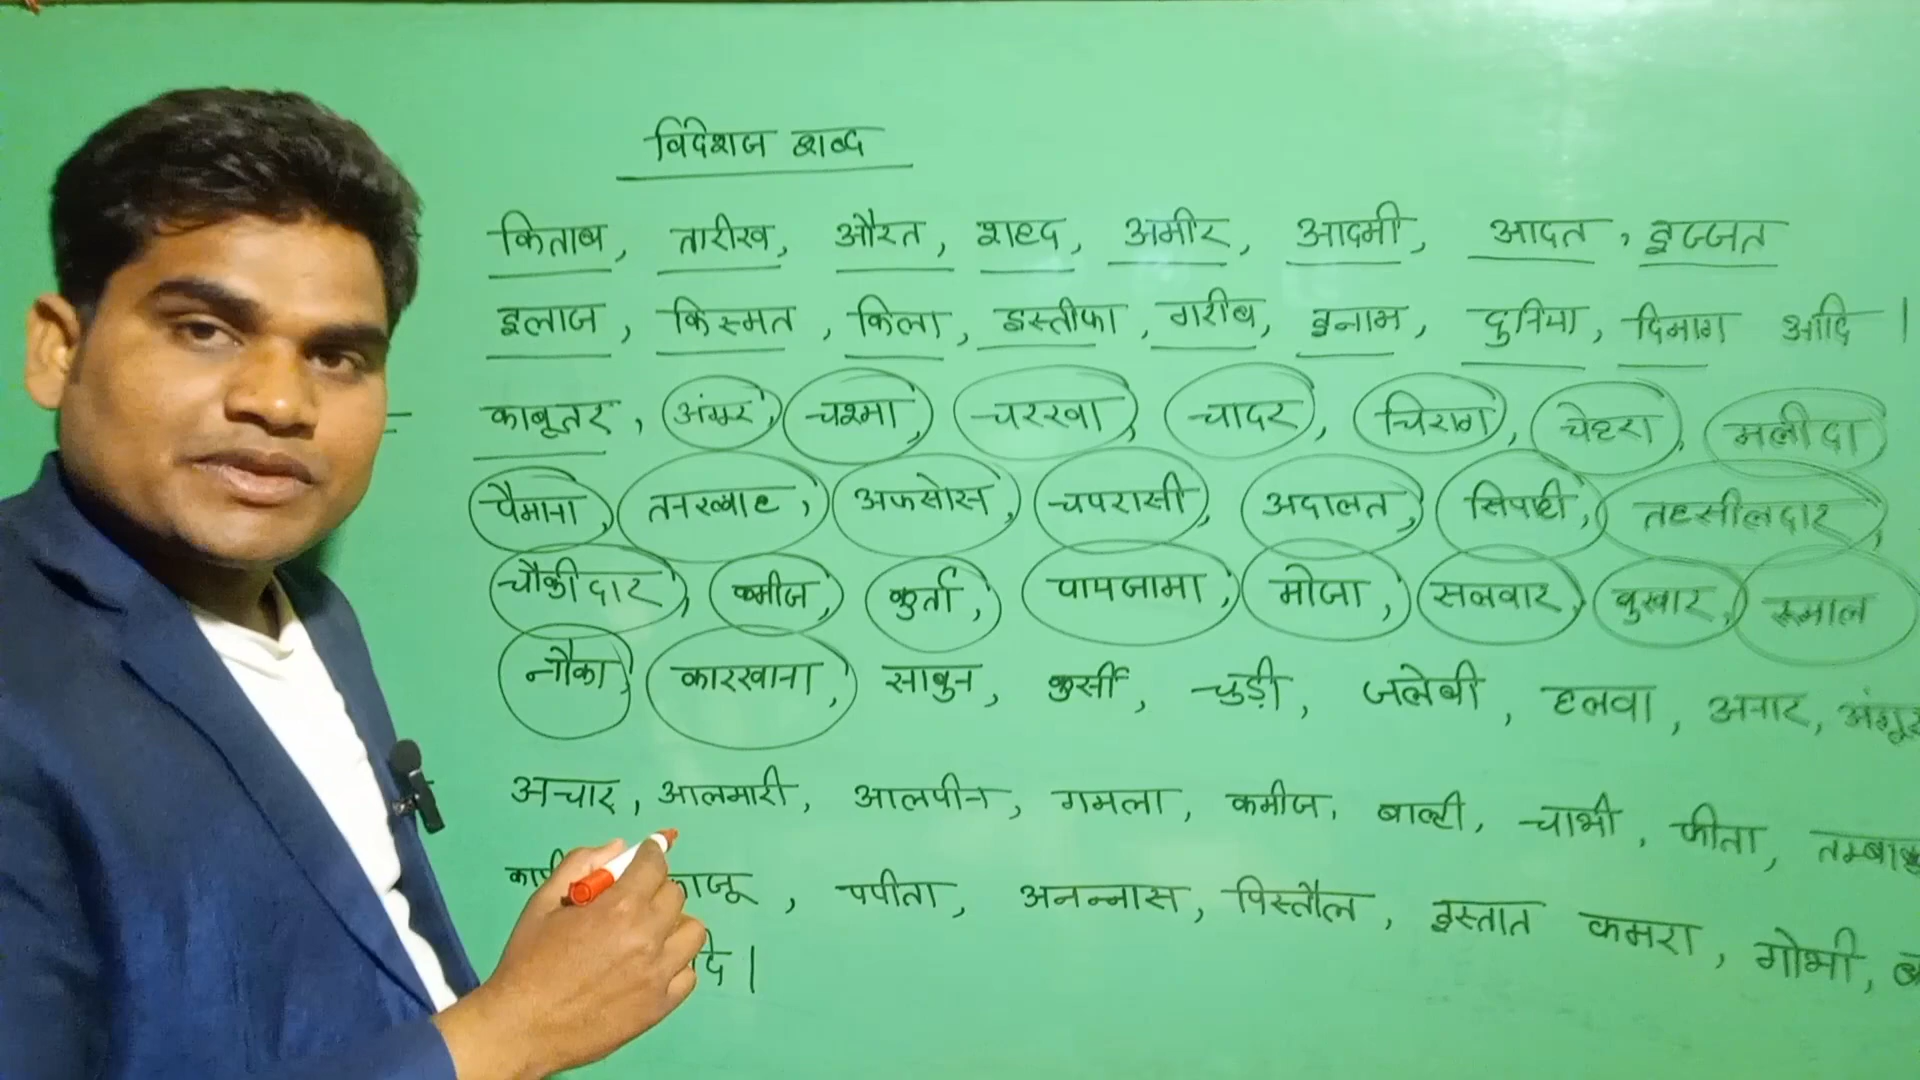 विदेशज शब्द
किताब, तारीख, औरत, शहद, अमीर, आदमी, आदत, इज्जत
इलाज, किस्मत, किला, इस्तीफा, गरीब, इनाम, दुनिया, दिमाग आदि।
काबूतर, अंगूर, चश्मा, चरखा, चादर, चिराग, चेहरा, मलीदा
पैमाना, तनख्वाह, अफसोस, चपरासी, अदालत, सिपाही, तहसीलदार,
चौकीदार, कमीज, कुर्ता, पायजामा, मोजा, सलवार, बुखार, रूमाल
नौका, कारखाना, साबुन, कुर्सी, चुड़ी, जलेबी, हलवा, अनार, अंगूर
अचार, आलमारी, आलपीन, गमला, कमीज, बाल्टी, चाभी, फीता,
पपीता, अनन्नास, पिस्तौल, इस्तात कमरा, गोभी,